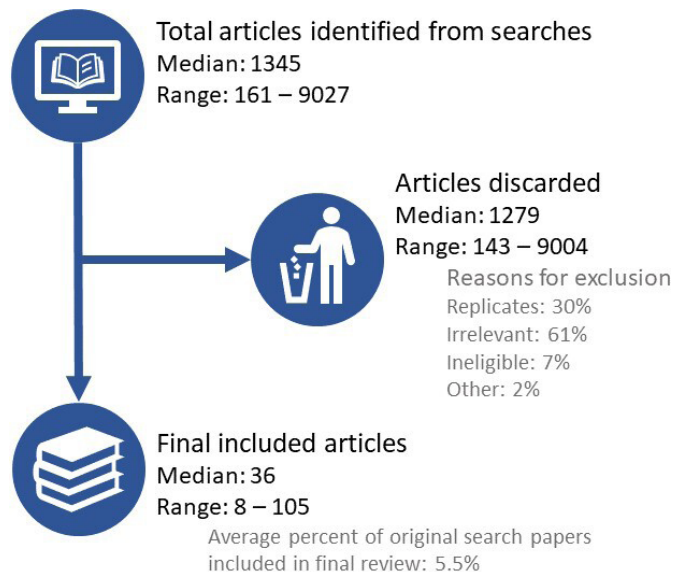 Total articles identified from searches
Median: 1345
Range: 161 – 9027
Articles discarded
Median: 1279
Range: 143 – 9004
Reasons for exclusion
Replicates: 30%
Irrelevant: 61%
Ineligible: 7%
Other: 2%
Final included articles
Median: 36
Range: 8 – 105
Average percent of original search papers
included in final review: 5.5%